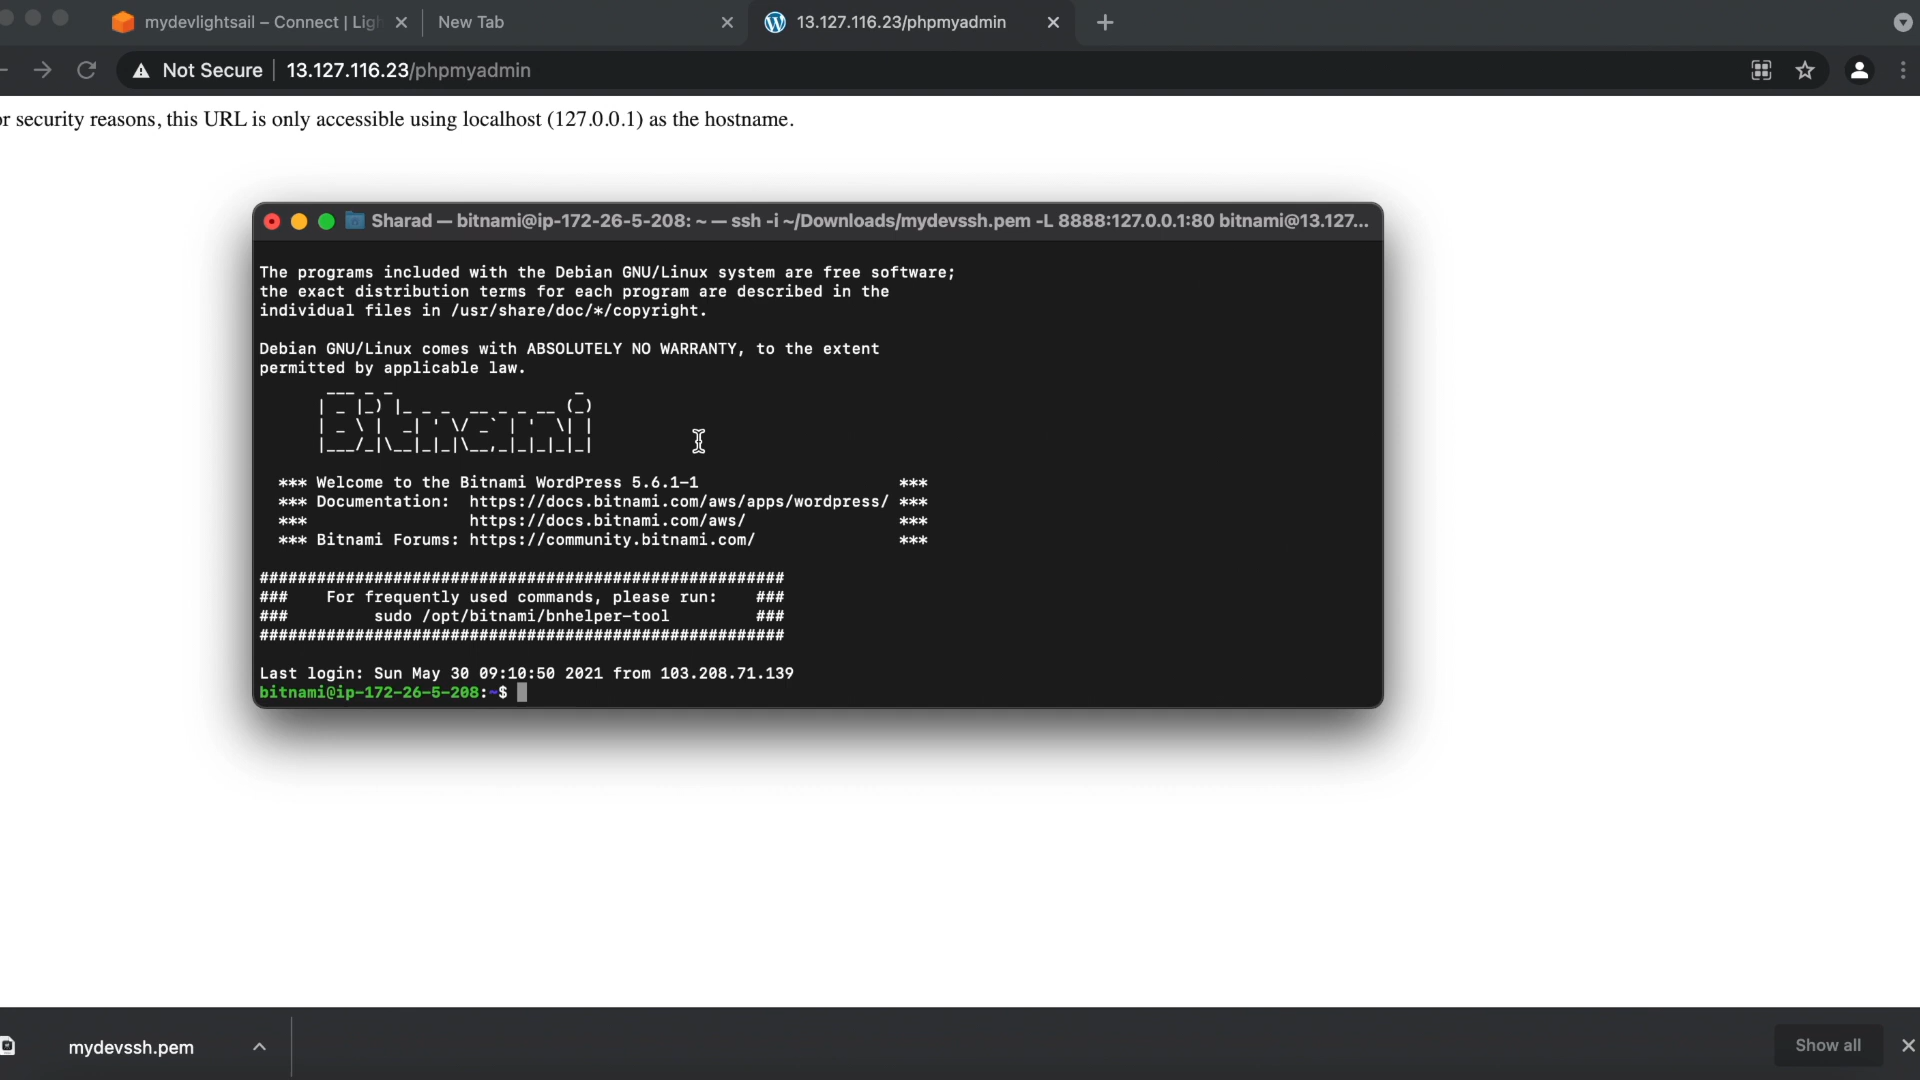 mydevlightsail – Connect | Ligh
New Tab
13.127.116.23/phpmyadmin
Not Secure
13.127.116.23/phpmyadmin
or security reasons, this URL is only accessible using localhost (127.0.0.1) as the hostname.
Sharad — bitnami@ip-172-26-5-208: ~ — ssh -i ~/Downloads/mydevssh.pem -L 8888:127.0.0.1:80 bitnami@13.127...
The programs included with the Debian GNU/Linux system are free software;
the exact distribution terms for each program are described in the
individual files in /usr/share/doc/*/copyright.
Debian GNU/Linux comes with ABSOLUTELY NO WARRANTY, to the extent
permitted by applicable law.
Bitnami
*** Welcome to the Bitnami WordPress 5.6.1-1 ***
*** Documentation: https://docs.bitnami.com/aws/apps/wordpress/ ***
*** https://docs.bitnami.com/aws/ ***
*** Bitnami Forums: https://community.bitnami.com/ ***
#######################################################
### For frequently used commands, please run: ###
### sudo /opt/bitnami/bnhelper-tool ###
#######################################################
Last login: Sun May 30 09:10:50 2021 from 103.208.71.139
bitnami@ip-172-26-5-208:~$
mydevssh.pem
Show all